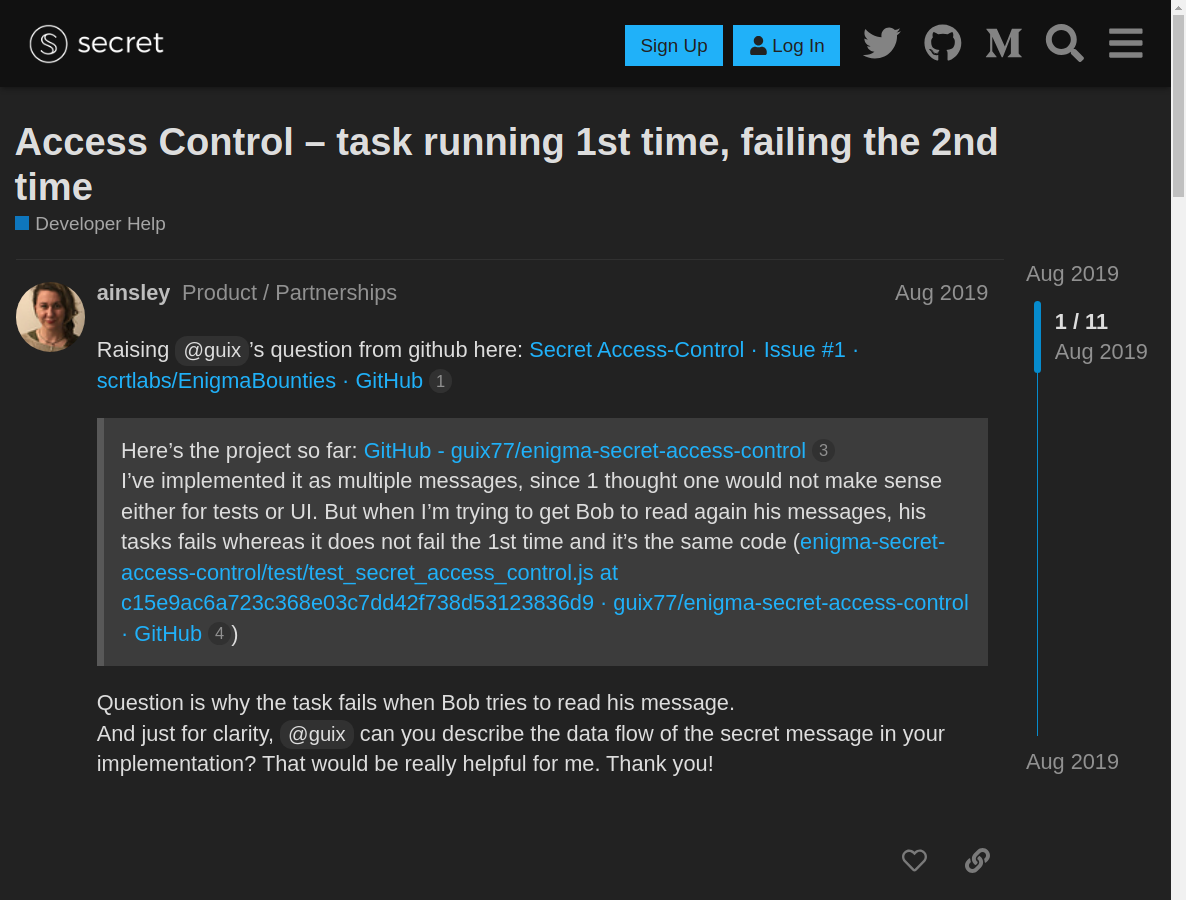 secret
Sign Up
Log In
Access Control – task running 1st time, failing the 2nd
time
Developer Help
ainsley Product / Partnerships Aug 2019
Raising @guix’s question from github here: Secret Access-Control · Issue #1 ·
scrtlabs/EnigmaBounties · GitHub 1
Here’s the project so far: GitHub - guix77/enigma-secret-access-control 3
I’ve implemented it as multiple messages, since 1 thought one would not make sense
either for tests or UI. But when I’m trying to get Bob to read again his messages, his
tasks fails whereas it does not fail the 1st time and it’s the same code (enigma-secret-
access-control/test/test_secret_access_control.js at
c15e9ac6a723c368e03c7dd42f738d53123836d9 · guix77/enigma-secret-access-control
· GitHub 4 )
Question is why the task fails when Bob tries to read his message.
And just for clarity, @guix can you describe the data flow of the secret message in your
implementation? That would be really helpful for me. Thank you!
Aug 2019
1 / 11
Aug 2019
Aug 2019